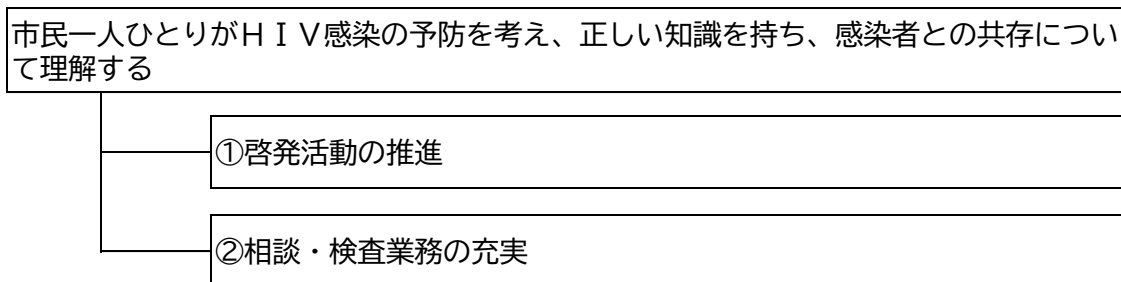 市民一人ひとりがＨＩＶ感染の予防を考え、正しい知識を持ち、感染者との共存につい
て理解する
①啓発活動の推進
②相談・検査業務の充実